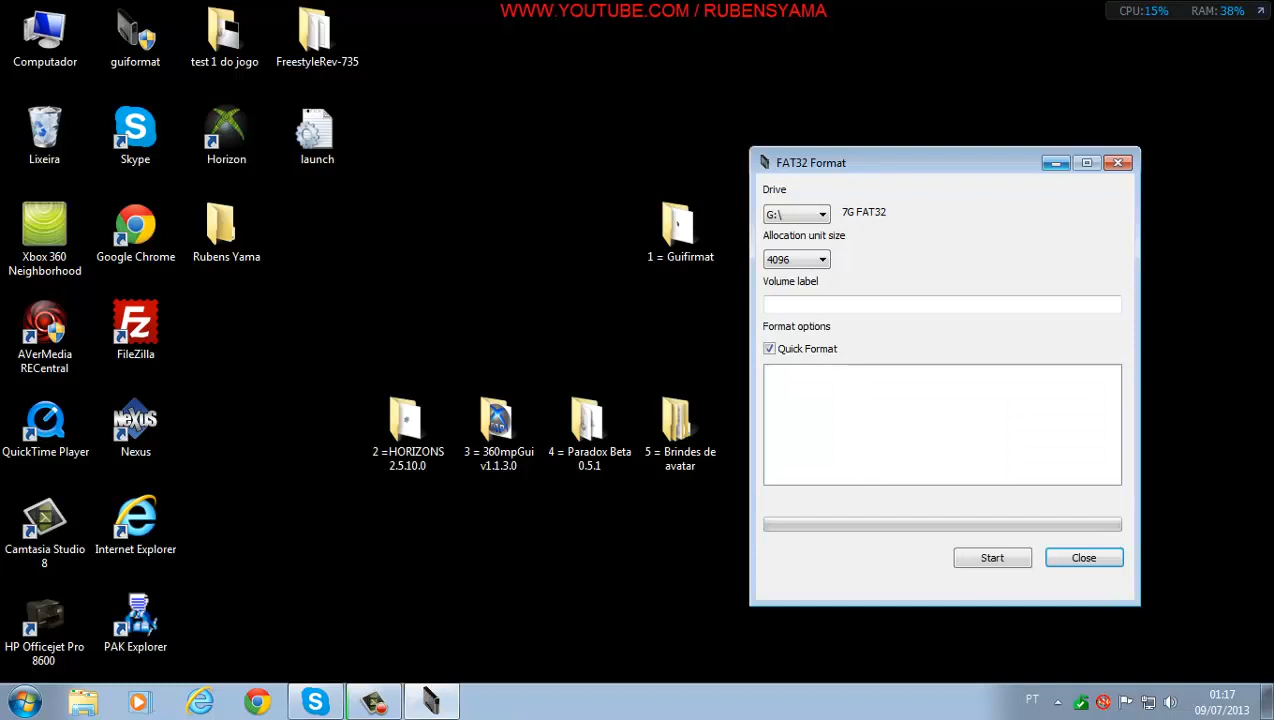 WWW.YOUTUBE.COM / RUBENSYAMA
CPU:15% RAM: 38%
Computador
guiformat
test 1 do jogo
FreestyleRev-735
Lixeira
Skype
Horizon
launch
Xbox 360
Neighborhood
Google Chrome
Rubens Yama
1 = Guifirmat
AVerMedia
RECentral
FileZilla
QuickTime Player
Nexus
2 =HORIZONS
2.5.10.0
3 = 360mpGui
v1.1.3.0
4 = Paradox Beta
0.5.1
5 = Brindes de
avatar
Camtasia Studio
8
Internet Explorer
HP Officejet Pro
8600
PAK Explorer
FAT32 Format
Drive
G:\ 7G FAT32
Allocation unit size
4096
Volume label
Format options
Quick Format
Start Close
PT
01:17
09/07/2013